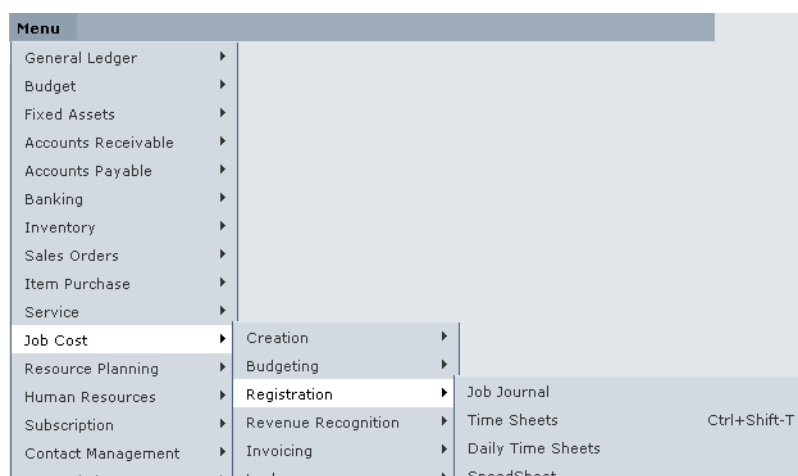 Menu
General Ledger
Budget
Fixed Assets
Accounts Receivable
Accounts Payable
Banking
Inventory
Sales Orders
Item Purchase
Service
Job Cost
Resource Planning
Human Resources
Subscription
Contact Management
Creation
Budgeting
Registration
Revenue Recognition
Invoicing
Job Journal
Time Sheets Ctrl+Shift-T
Daily Time Sheets
SpeedSheet